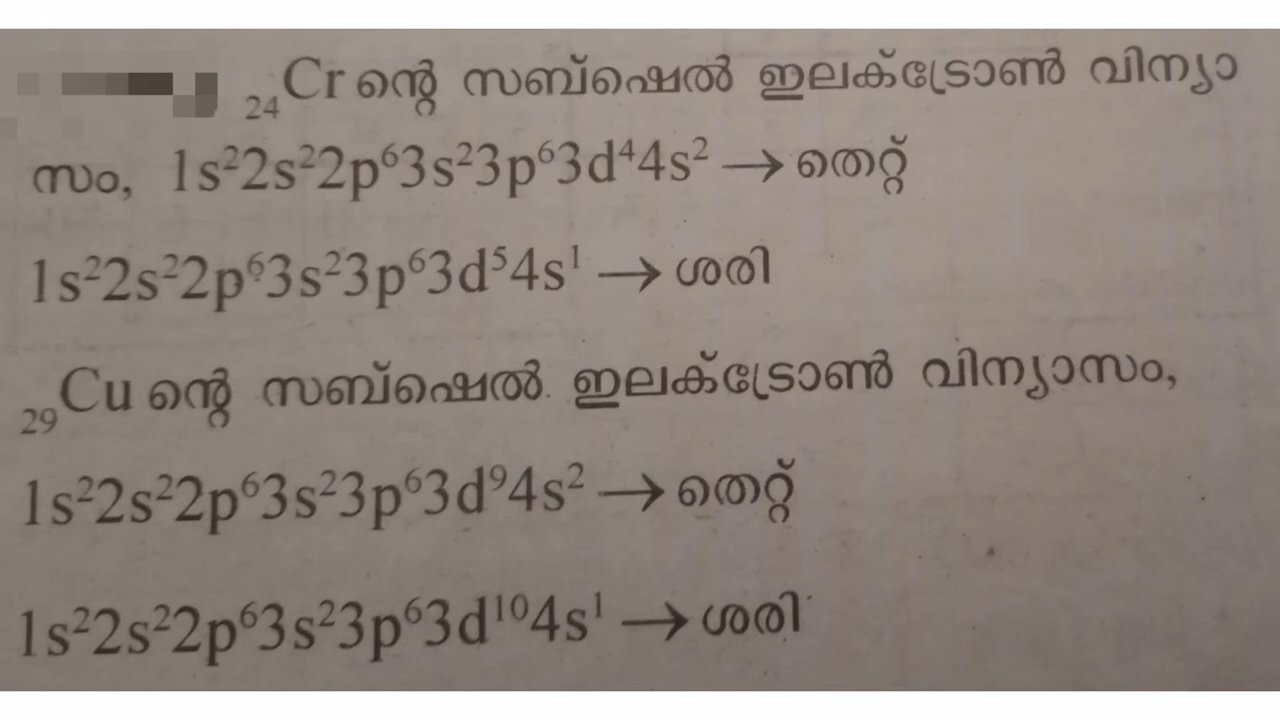 ₂₄Cr ന്റെ സബ്ഷെൽ ഇലക്ട്രോൺ വിന്യാ
സം, 1s²2s²2p⁶3s²3p⁶3d⁴4s² → തെറ്റ്
1s²2s²2p⁶3s²3p⁶3d⁵4s¹ → ശരി
₂₉Cu ന്റെ സബ്ഷെൽ ഇലക്ട്രോൺ വിന്യാസം,
1s²2s²2p⁶3s²3p⁶3d⁹4s² → തെറ്റ്
1s²2s²2p⁶3s²3p⁶3d¹⁰4s¹ → ശരി